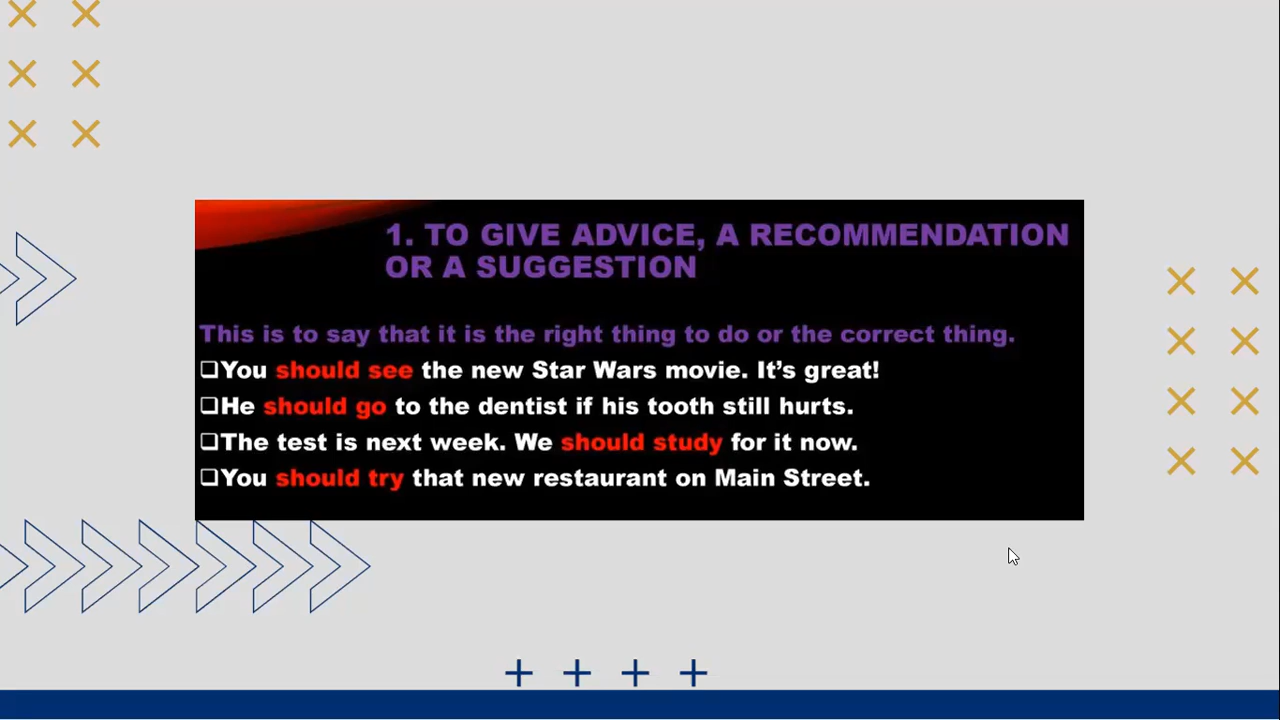 1. TO GIVE ADVICE, A RECOMMENDATION
OR A SUGGESTION
This is to say that it is the right thing to do or the correct thing.
❑You should see the new Star Wars movie. It’s great!
❑He should go to the dentist if his tooth still hurts.
❑The test is next week. We should study for it now.
❑You should try that new restaurant on Main Street.